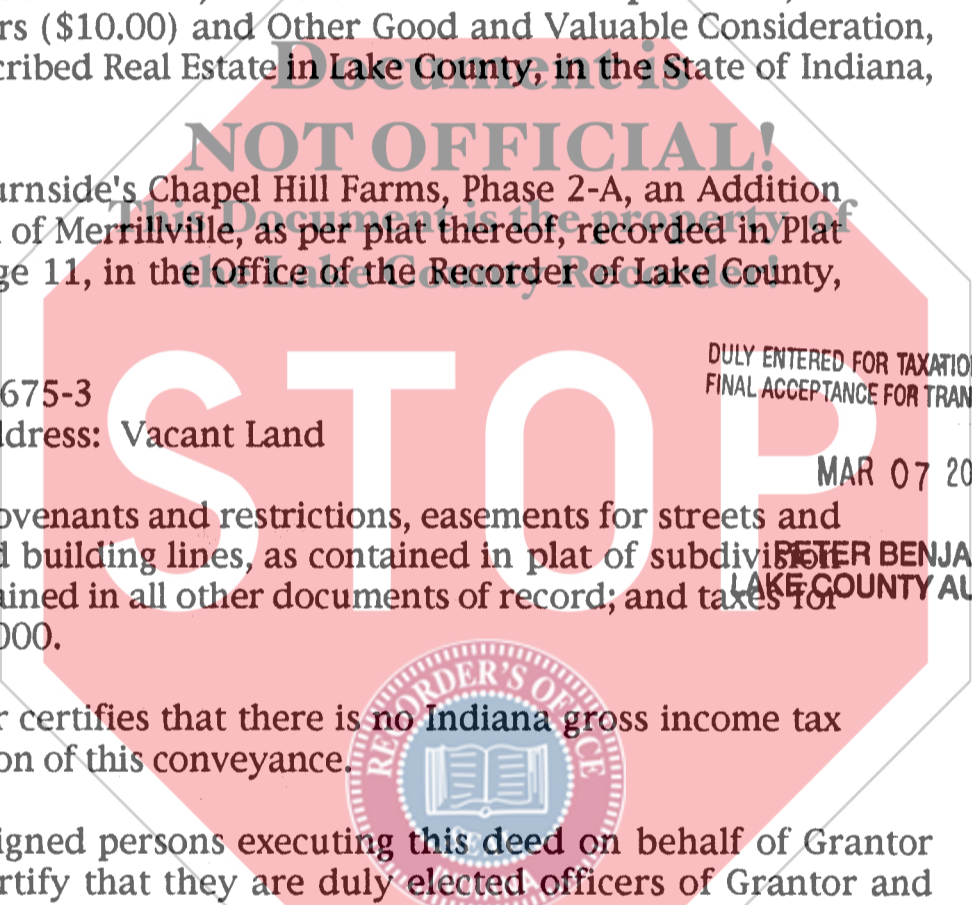 rs ($10.00) and Other Good and Valuable Consideration,
cribed Real Estate in Lake County, in the State of Indiana,
Document is
NOT OFFICIAL!
This Document is the property of
the Lake County Recorder!
urnside's Chapel Hill Farms, Phase 2-A, an Addition
of Merrillville, as per plat thereof, recorded in Plat
ge 11, in the Office of the Recorder of Lake County,
STOP
DULY ENTERED FOR TAXATIO
FINAL ACCEPTANCE FOR TRAN
675-3
ddress: Vacant Land
MAR 07 20
ovenants and restrictions, easements for streets and
d building lines, as contained in plat of subdivision
PETER BENJA
ained in all other documents of record; and taxes for
LAKE COUNTY AU
000.
RECORDER'S OFFICE
r certifies that there is no Indiana gross income tax
on of this conveyance.
SEAL
igned persons executing this deed on behalf of Grantor
rtify that they are duly elected officers of Grantor and